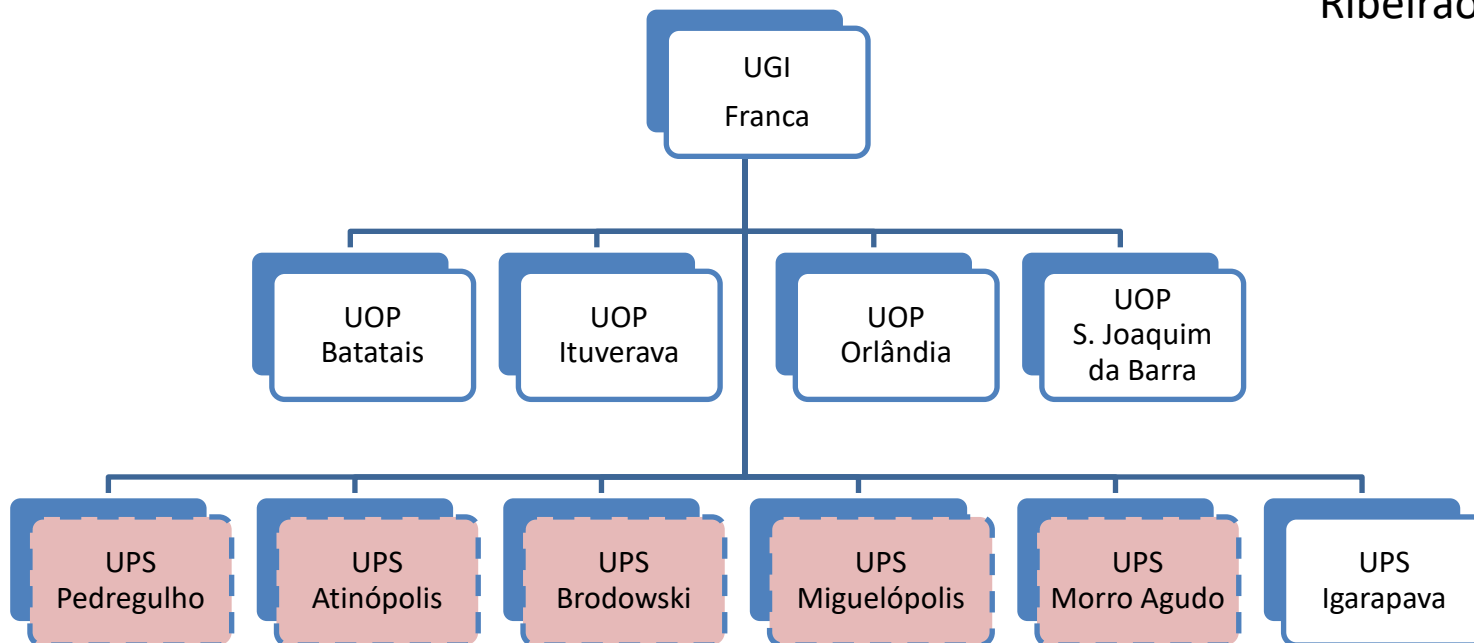 Ribeirão
UGI
Franca
UOP
Batatais
UOP
Ituverava
UOP
Orlândia
UOP
S. Joaquim
da Barra
UPS
Pedregulho
UPS
Atinópolis
UPS
Brodowski
UPS
Miguelópolis
UPS
Morro Agudo
UPS
Igarapava